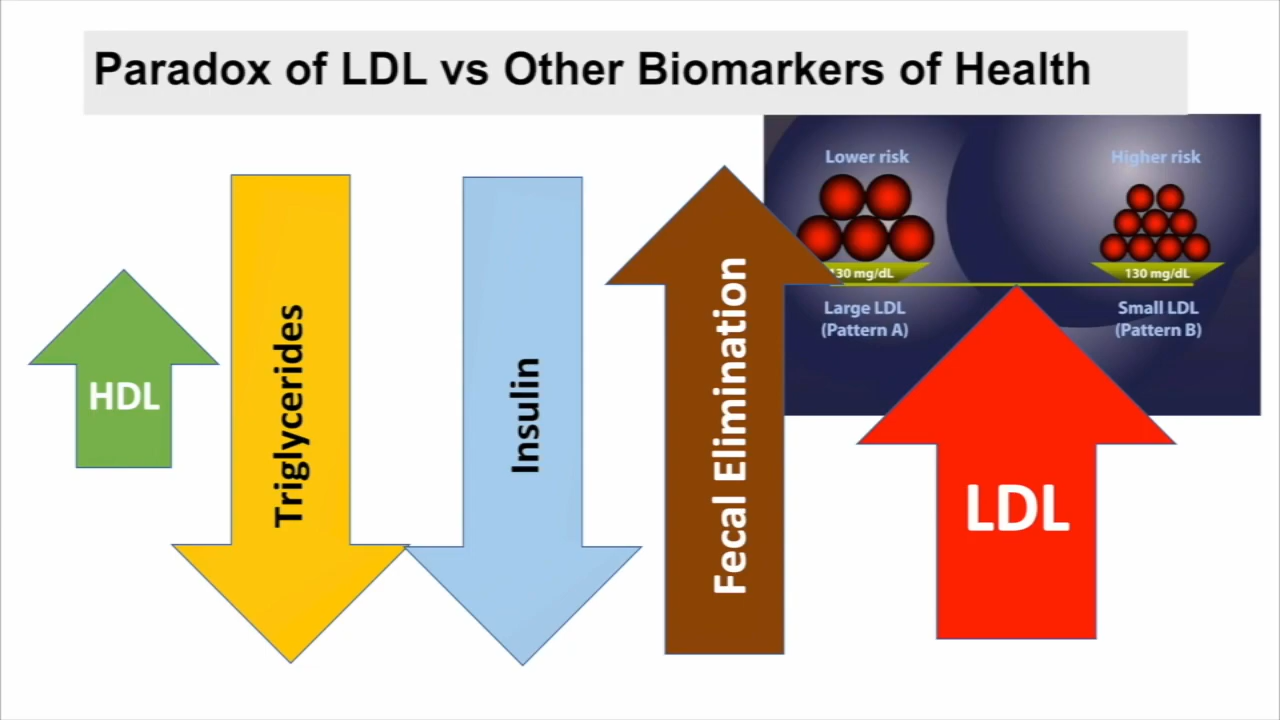 Paradox of LDL vs Other Biomarkers of Health
Lower risk
Higher risk
130 mg/dL
130 mg/dL
Large LDL
(Pattern A)
Small LDL
(Pattern B)
HDL
Triglycerides
Insulin
Fecal Elimination
LDL